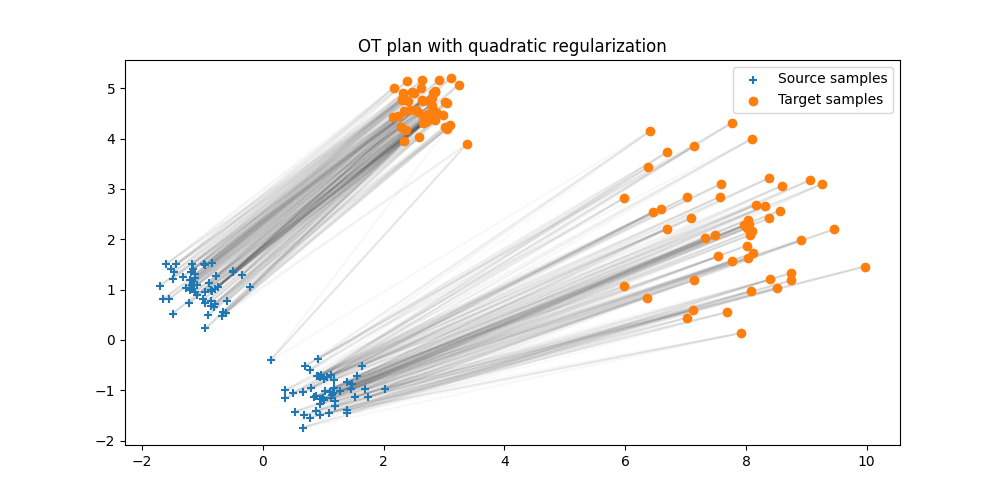 OT plan with quadratic regularization
Source samples
Target samples
5
4
3
2
1
0
−1
−2
−2 0 2 4 6 8 10